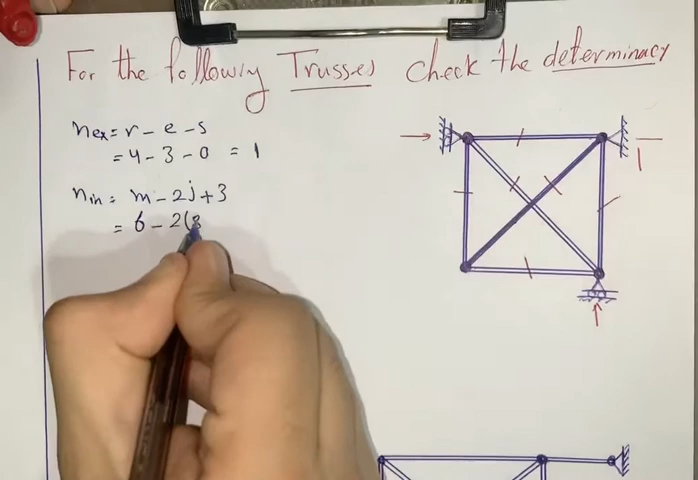 For the following Trusses check the determinacy
nex = r - e - s
= 4 - 3 - 0 = 1
nin = m - 2j + 3
= 6 - 2(